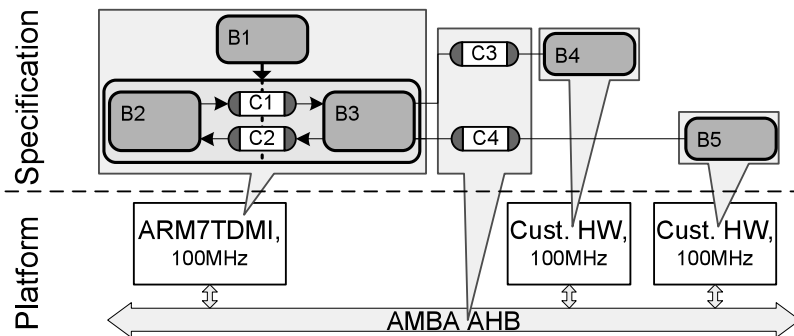 Specification
B1
B2
C1
C2
B3
C3
C4
B4
B5
Platform
ARM7TDMI,
100MHz
Cust. HW,
100MHz
Cust. HW,
100MHz
AMBA AHB